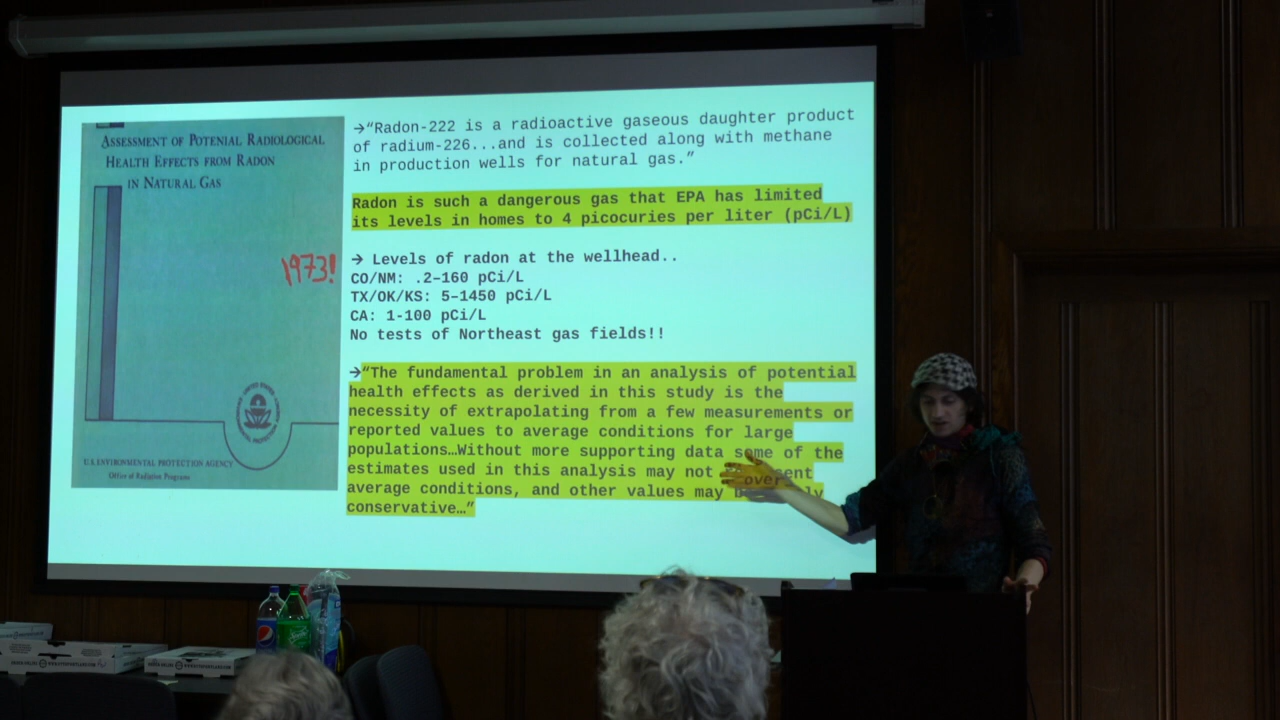 ASSESSMENT OF POTENIAL RADIOLOGICAL
HEALTH EFFECTS FROM RADON
IN NATURAL GAS
1973!
U.S. ENVIRONMENTAL PROTECTION AGENCY
Office of Radiation Programs
→“Radon-222 is a radioactive gaseous daughter product
of radium-226...and is collected along with methane
in production wells for natural gas.”
Radon is such a dangerous gas that EPA has limited
its levels in homes to 4 picocuries per liter (pCi/L)
→ Levels of radon at the wellhead..
CO/NM: .2–160 pCi/L
TX/OK/KS: 5–1450 pCi/L
CA: 1-100 pCi/L
No tests of Northeast gas fields!!
→“The fundamental problem in an analysis of potential
health effects as derived in this study is the
necessity of extrapolating from a few measurements or
reported values to average conditions for large
populations…Without more supporting data some of the
estimates used in this analysis may not
average conditions, and other values may over
conservative…”